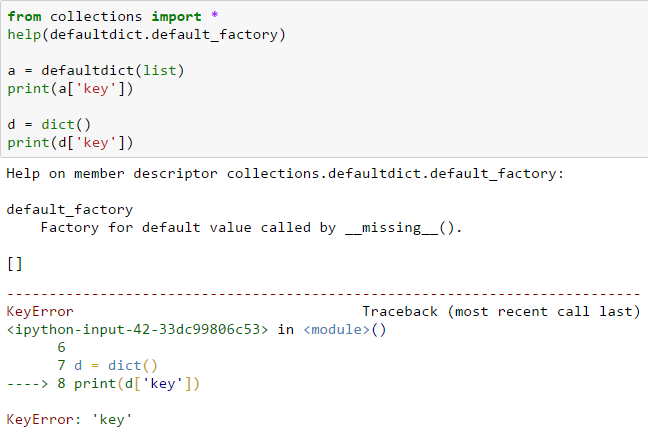 from collections import *
help(defaultdict.default_factory)
a = defaultdict(list)
print(a['key'])
d = dict()
print(d['key'])
Help on member descriptor collections.defaultdict.default_factory:
default_factory
    Factory for default value called by __missing__().
[]
---------------------------------------------------------------------------
KeyError                                  Traceback (most recent call last)
<ipython-input-42-33dc99806c53> in <module>()
      6
      7 d = dict()
----> 8 print(d['key'])
KeyError: 'key'